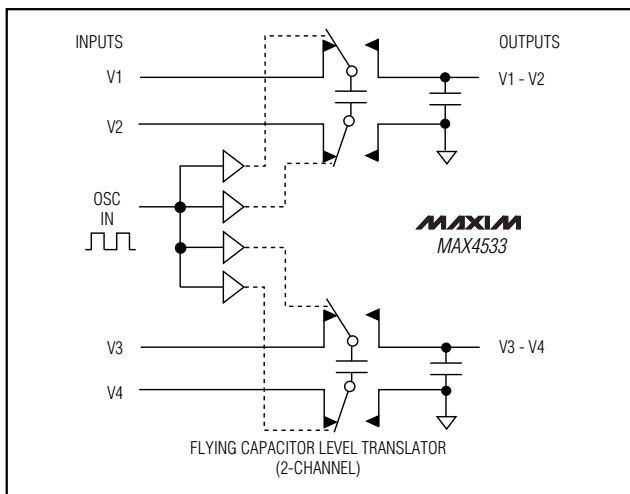 INPUTS
OUTPUTS
V1
V1 - V2
V2
OSC
IN
MAXIM
MAX4533
V3
V3 - V4
V4
FLYING CAPACITOR LEVEL TRANSLATOR
(2-CHANNEL)